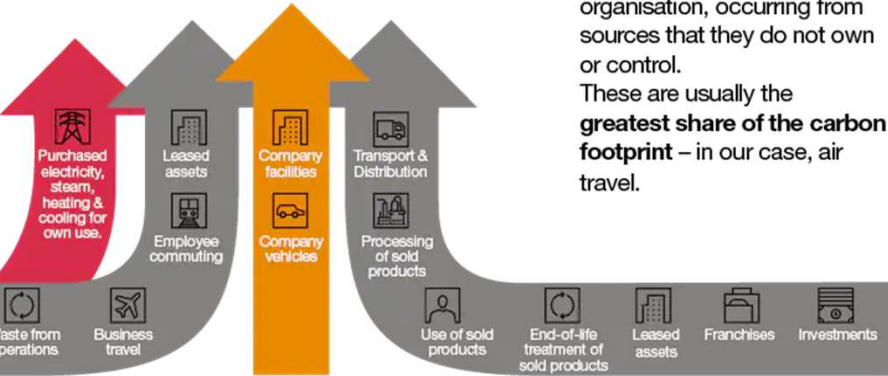 organisation, occurring from
sources that they do not own
or control.
These are usually the
greatest share of the carbon
footprint – in our case, air
travel.
Purchased
electricity,
steam,
heating &
cooling for
own use.
Leased
assets
Employee
commuting
Company
facilities
Company
vehicles
Transport &
Distribution
Processing
of sold
products
aste from
perations
Business
travel
Use of sold
products
End-of-life
treatment of
sold products
Leased
assets
Franchises
Investments